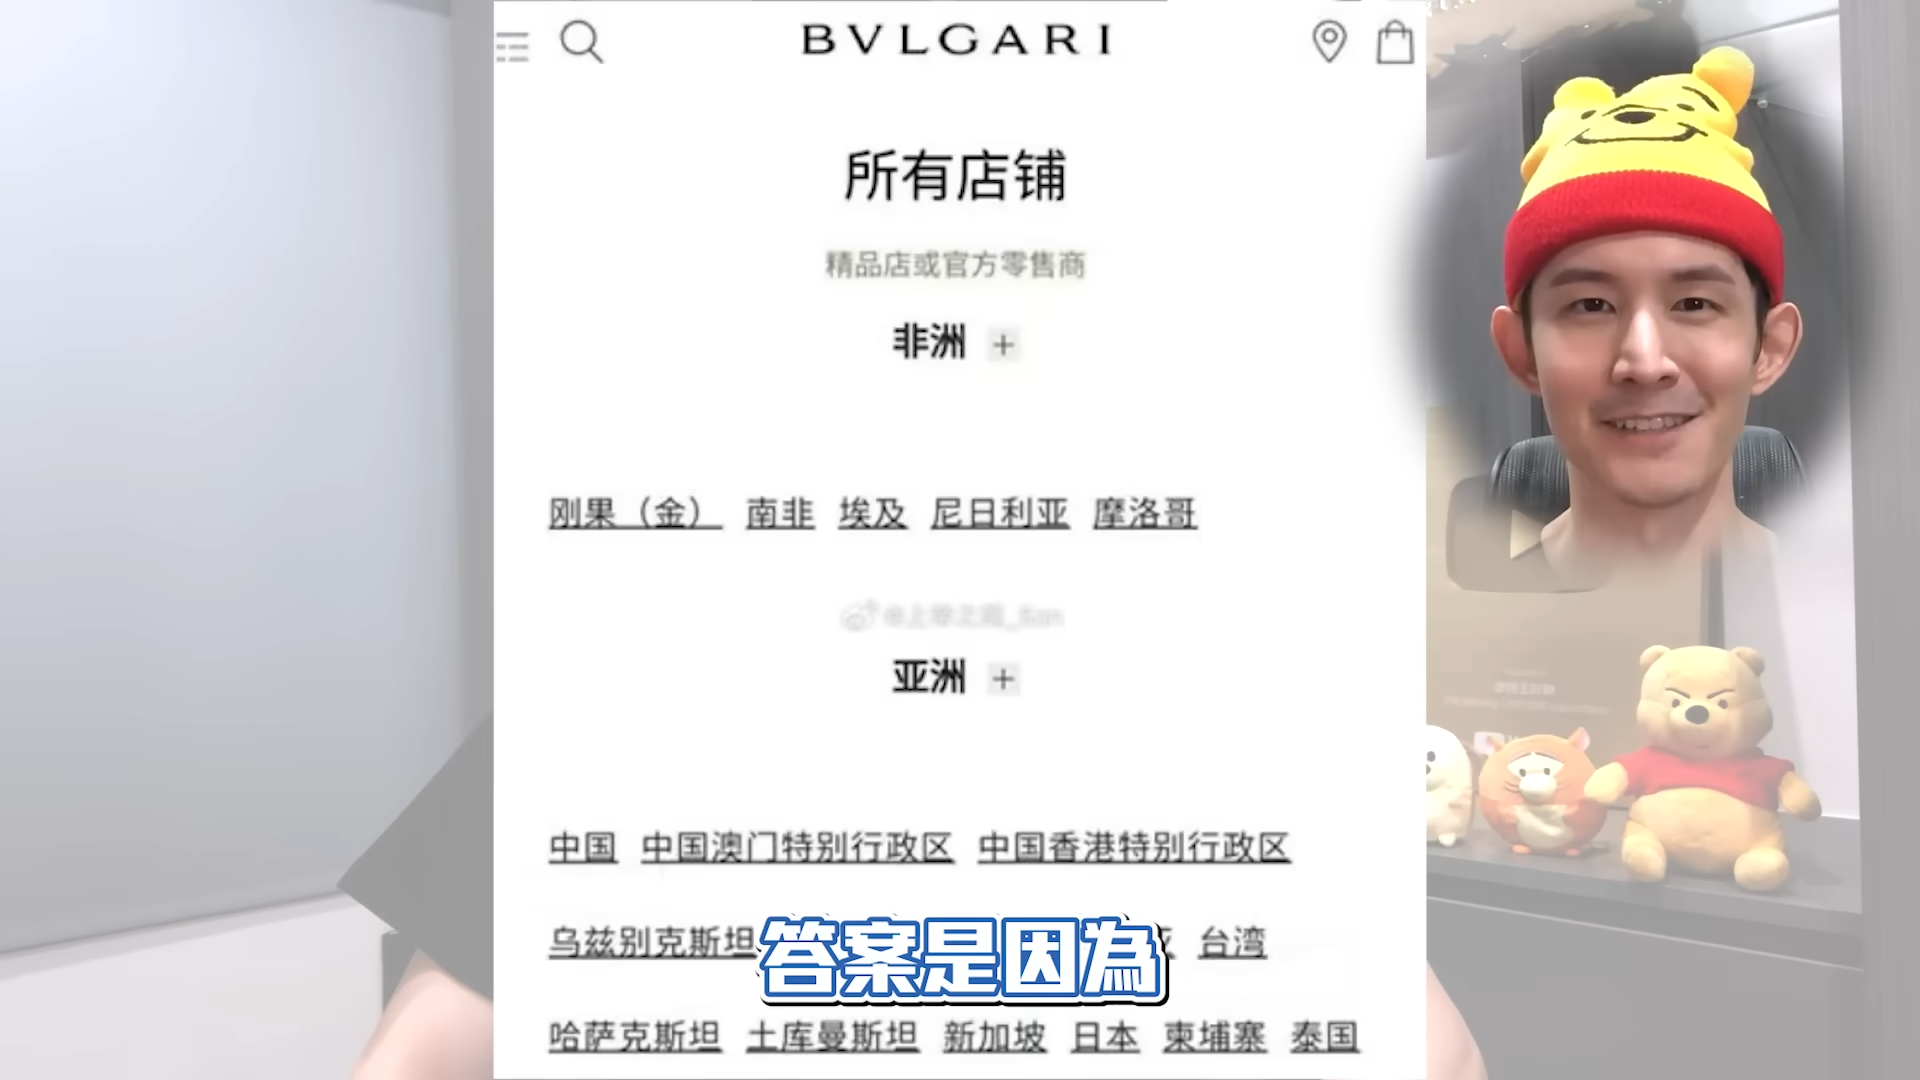 BVLGARI
所有店铺
精品店或官方零售商
非洲 +
刚果（金） 南非 埃及 尼日利亚 摩洛哥
亚洲 +
中国 中国澳门特别行政区 中国香港特别行政区
乌兹别克斯坦 台湾
答案是因為
哈萨克斯坦 土库曼斯坦 新加坡 日本 柬埔寨 泰国